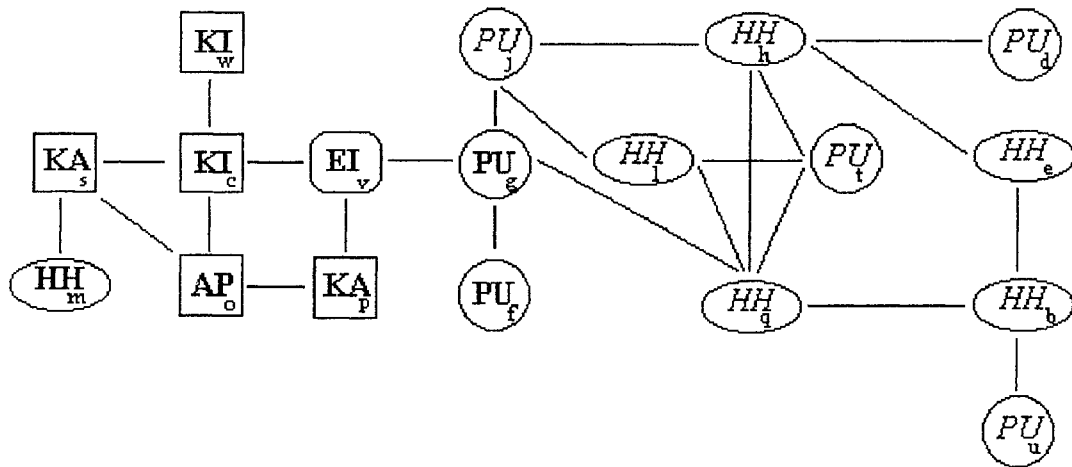 KI w
PU j
HH h
PU d
KA s
KI c
EI v
PU g
HH i
PU t
HH e
HH m
AP o
KA p
PU f
HH q
HH b
PU u